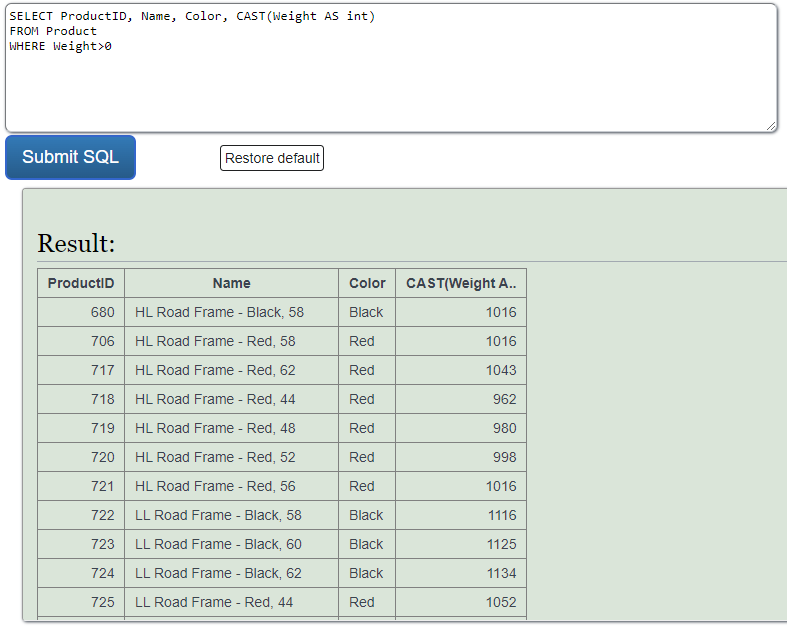 SELECT ProductID, Name, Color, CAST(Weight AS int)
FROM Product
WHERE Weight>0
Submit SQL
Restore default
Result:
ProductID Name Color CAST(Weight A..
680 HL Road Frame - Black, 58 Black 1016
706 HL Road Frame - Red, 58 Red 1016
717 HL Road Frame - Red, 62 Red 1043
718 HL Road Frame - Red, 44 Red 962
719 HL Road Frame - Red, 48 Red 980
720 HL Road Frame - Red, 52 Red 998
721 HL Road Frame - Red, 56 Red 1016
722 LL Road Frame - Black, 58 Black 1116
723 LL Road Frame - Black, 60 Black 1125
724 LL Road Frame - Black, 62 Black 1134
725 LL Road Frame - Red, 44 Red 1052